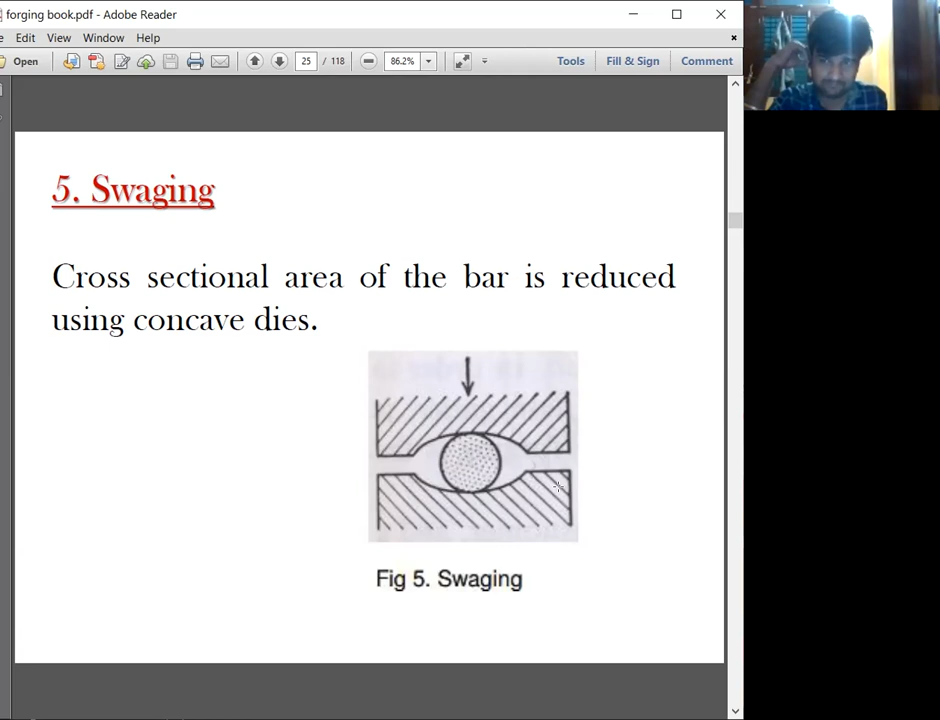 forging book.pdf - Adobe Reader
Edit View Window Help
Open 25 / 118 86.2% Tools Fill & Sign Comment
5. Swaging
Cross sectional area of the bar is reduced
using concave dies.
Fig 5. Swaging